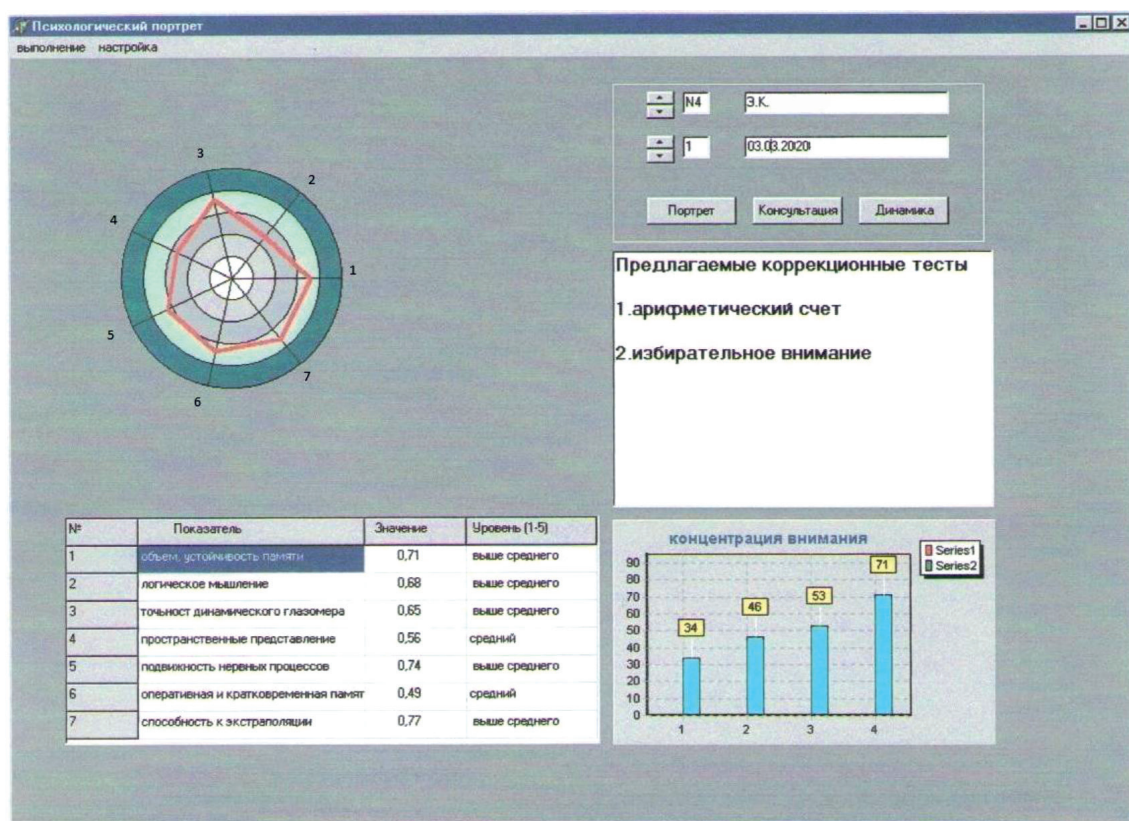 Психологический портрет
выполнение настройка
3
2
4
1
5
7
6
N4 Э.К.
1 03.03.2020
Портрет Консультация Динамика
Предлагаемые коррекционные тесты
1.арифметический счет
2.избирательное внимание
№ Показатель Значение Уровень (1-5)
1 объем, устойчивость памяти 0,71 выше среднего
2 логическое мышление 0,68 выше среднего
3 точьност динамического глазомера 0,65 выше среднего
4 пространственные представление 0,56 средний
5 подвижность нервных процессов 0,74 выше среднего
6 оперативная и кратковременная памят 0,49 средний
7 способность к экстраполяции 0,77 выше среднего
концентрация внимания
Series1
Series2
90
80
70
60
50
40
30
20
10
0
34
46
53
71
1 2 3 4